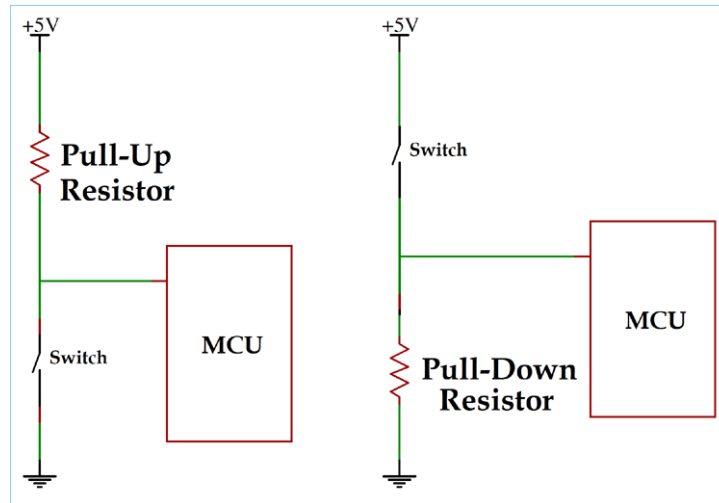 +5V
Pull-Up
Resistor
Switch
MCU
+5V
Switch
MCU
Pull-Down
Resistor